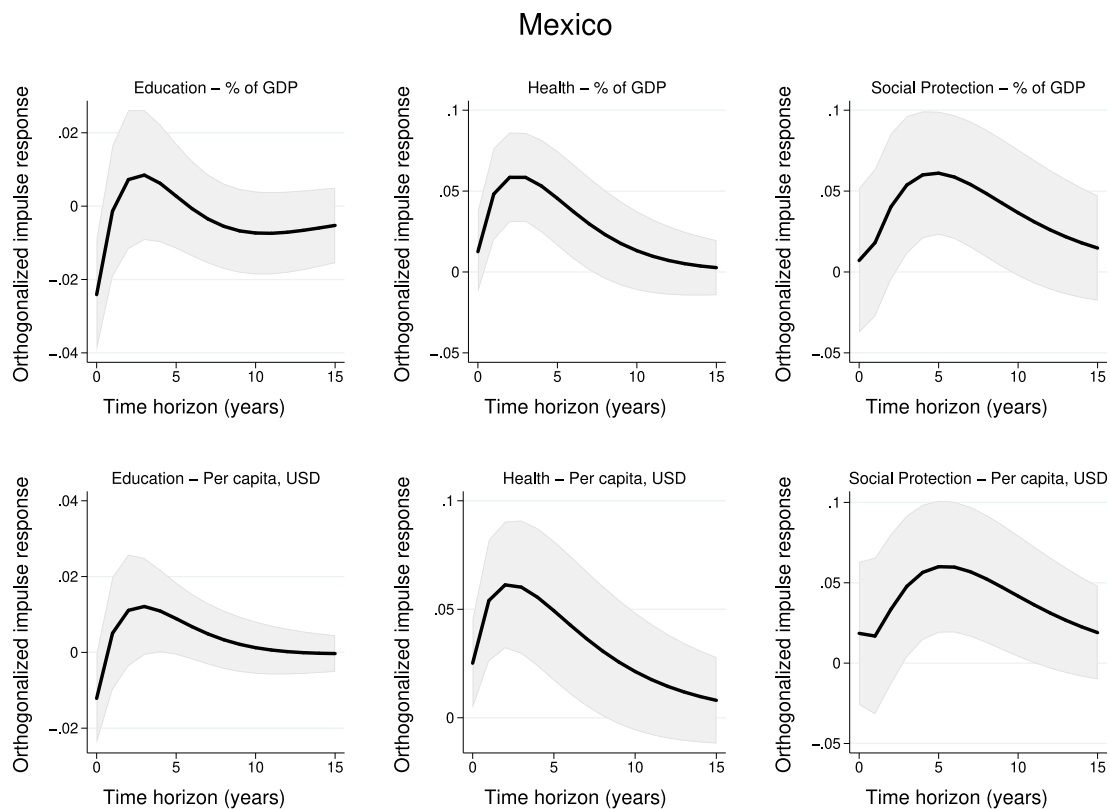 Mexico
Education – % of GDP
Orthogonalized impulse response
.02
0
–.02
–.04
0 5 10 15
Time horizon (years)
Health – % of GDP
Orthogonalized impulse response
.1
.05
0
–.05
0 5 10 15
Time horizon (years)
Social Protection – % of GDP
Orthogonalized impulse response
.1
.05
0
–.05
0 5 10 15
Time horizon (years)
Education – Per capita, USD
Orthogonalized impulse response
.04
.02
0
–.02
0 5 10 15
Time horizon (years)
Health – Per capita, USD
Orthogonalized impulse response
.1
.05
0
0 5 10 15
Time horizon (years)
Social Protection – Per capita, USD
Orthogonalized impulse response
.1
.05
0
–.05
0 5 10 15
Time horizon (years)